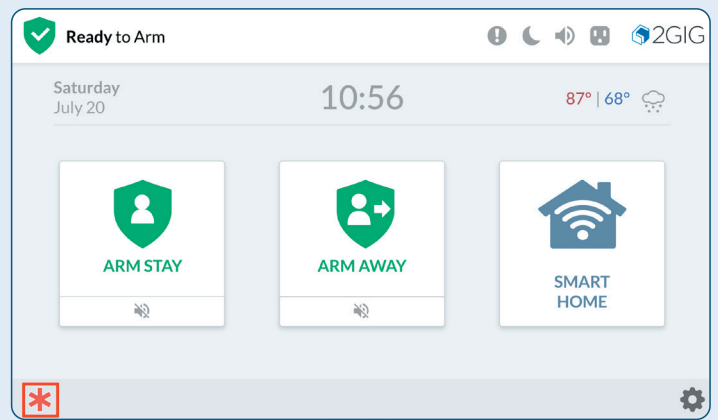 Ready to Arm
2GIG
Saturday
July 20
10:56
87° | 68°
ARM STAY
ARM AWAY
SMART
HOME